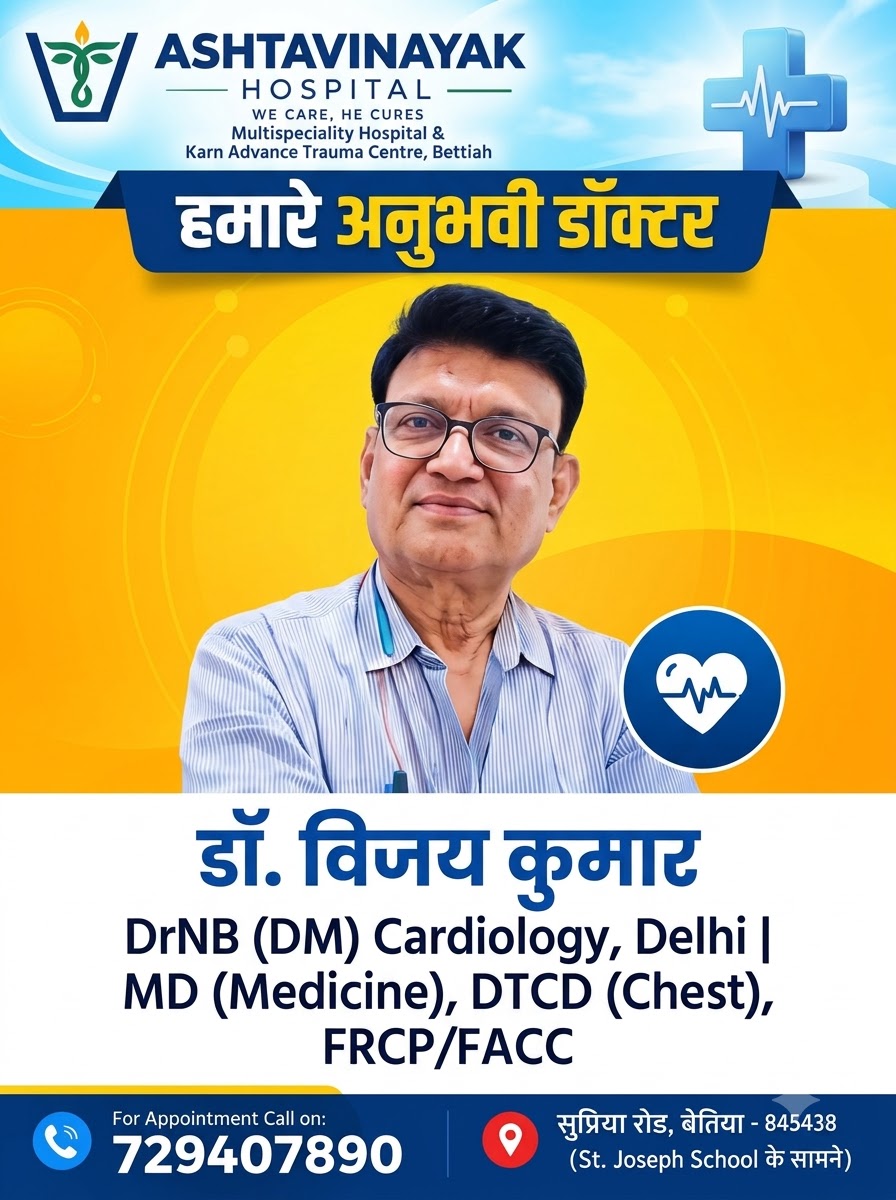 ASHTAVINAYAK
HOSPITAL
WE CARE, HE CURES
Multispeciality Hospital &
Karn Advance Trauma Centre, Bettiah
हमारे अनुभवी डॉक्टर
डॉ. विजय कुमार
DrNB (DM) Cardiology, Delhi |
MD (Medicine), DTCD (Chest),
FRCP/FACC
For Appointment Call on:
729407890
सुप्रिया रोड, बेतिया - 845438
(St. Joseph School के सामने)